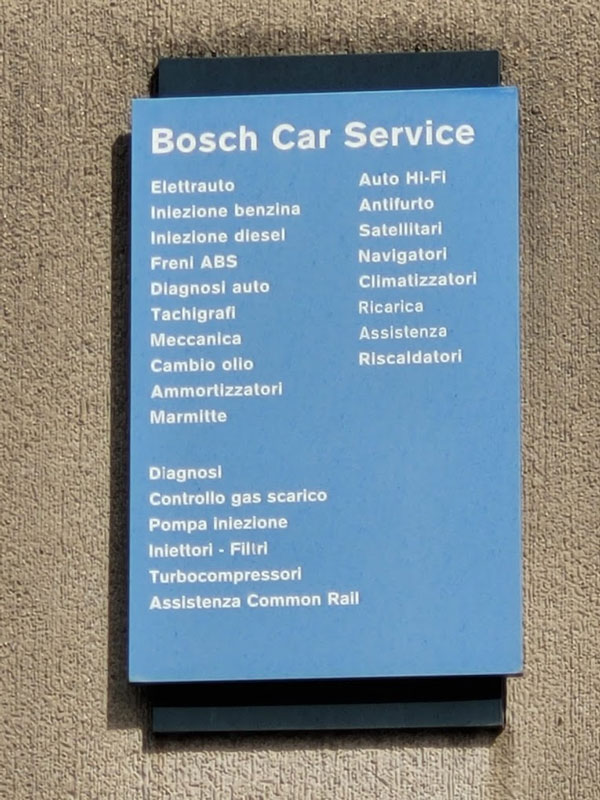 Bosch Car Service
Elettrauto
Iniezione benzina
Iniezione diesel
Freni ABS
Diagnosi auto
Tachigrafi
Meccanica
Cambio olio
Ammortizzatori
Marmitte
Auto Hi-Fi
Antifurto
Satellitari
Navigatori
Climatizzatori
Ricarica
Assistenza
Riscaldatori
Diagnosi
Controllo gas scarico
Pompa iniezione
Iniettori - Filtri
Turbocompressori
Assistenza Common Rail